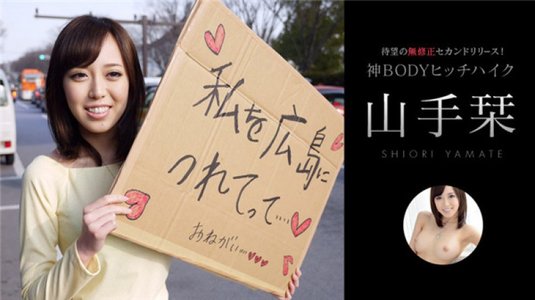 私を広島に
つれてって…
おねがい…
待望の無修正セカンドリリース!
神BODYヒッチハイク
山手栞
SHIORI YAMATE